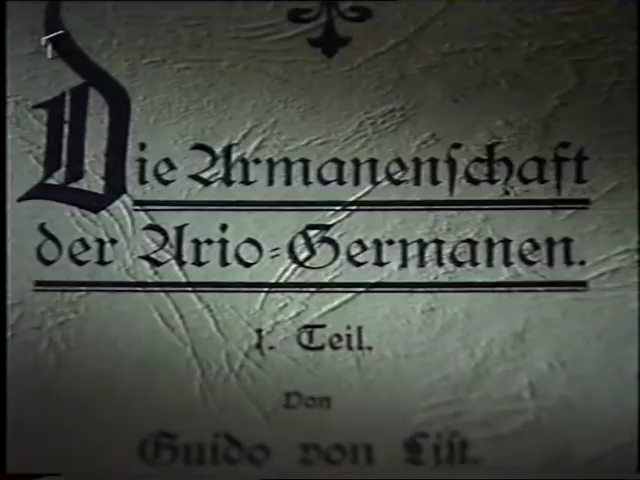 Die Armanenſchaft
der Ario-Germanen.
1. Teil.
Von
Guido von Liſt.